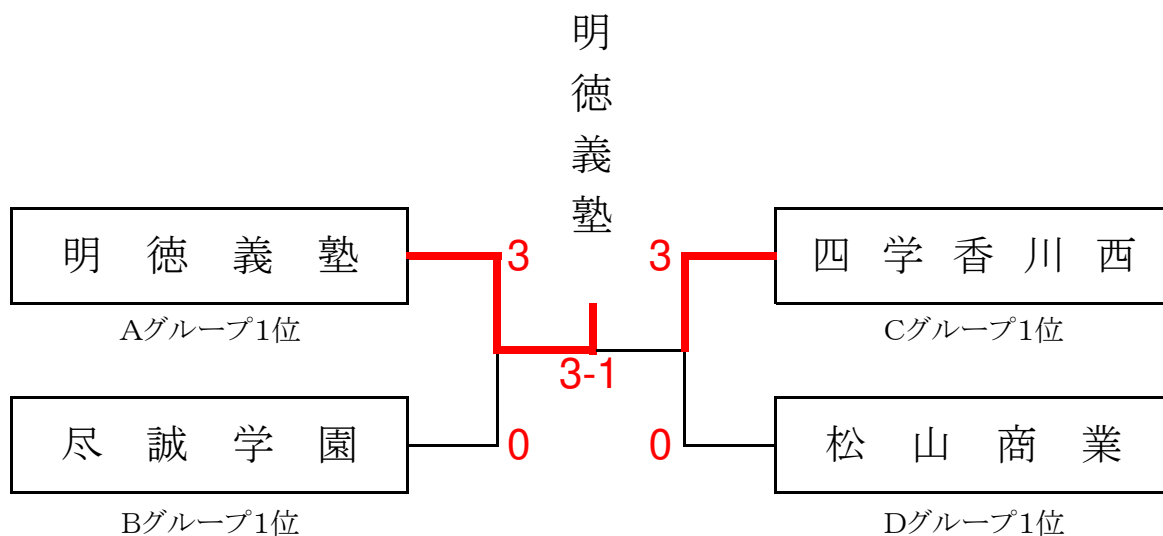 明徳義塾
明徳義塾
3
3
四学香川西
Aグループ1位
Cグループ1位
3-1
尽誠学園
0
0
松山商業
Bグループ1位
Dグループ1位